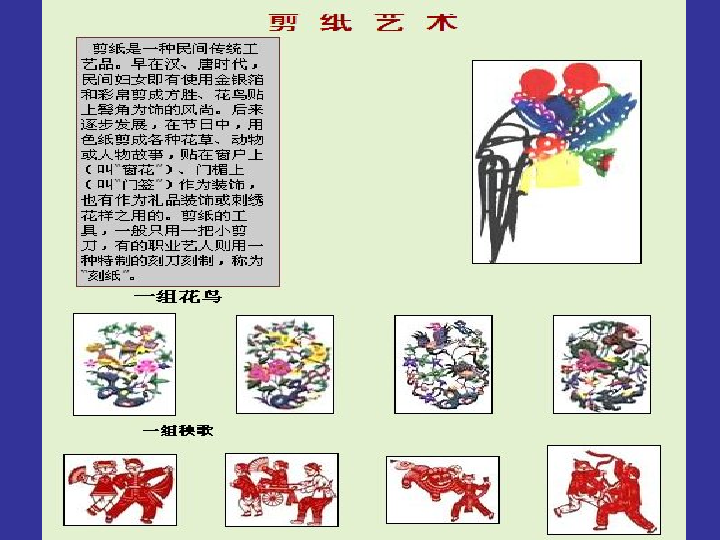 剪 纸 艺 术
剪纸是一种民间传统工
艺品。早在汉、唐时代，
民间妇女即有使用金银箔
和彩帛剪成方胜、花鸟贴
上鬓角为饰的风尚。后来
逐步发展，在节日中，用
色纸剪成各种花草、动物
或人物故事，贴在窗户上
（叫“窗花”）、门楣上
（叫“门签”）作为装饰，
也有作为礼品装饰或刺绣
花样之用的。剪纸的工
具，一般只用一把小剪
刀，有的职业艺人则用一
种特制的刻刀刻制，称为
“刻纸”。
一组花鸟
一组秧歌